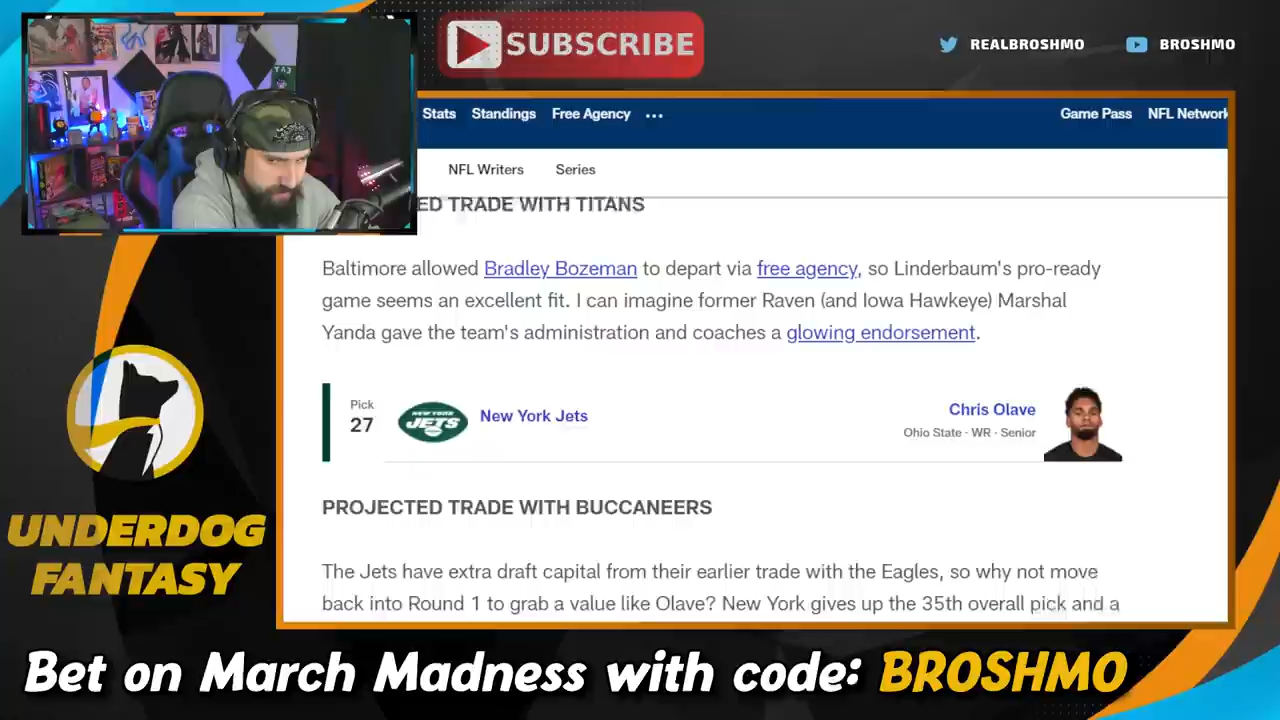 SUBSCRIBE
REALBROSHMO
BROSHMO
Stats Standings Free Agency ...
Game Pass NFL Network
NFL Writers Series
ED TRADE WITH TITANS
Baltimore allowed Bradley Bozeman to depart via free agency, so Linderbaum's pro-ready
game seems an excellent fit. I can imagine former Raven (and Iowa Hawkeye) Marshal
Yanda gave the team's administration and coaches a glowing endorsement.
Pick
27
NEW YORK
JETS
New York Jets
Chris Olave
Ohio State · WR · Senior
PROJECTED TRADE WITH BUCCANEERS
The Jets have extra draft capital from their earlier trade with the Eagles, so why not move
back into Round 1 to grab a value like Olave? New York gives up the 35th overall pick and a
UNDERDOG
FANTASY
Bet on March Madness with code: BROSHMO